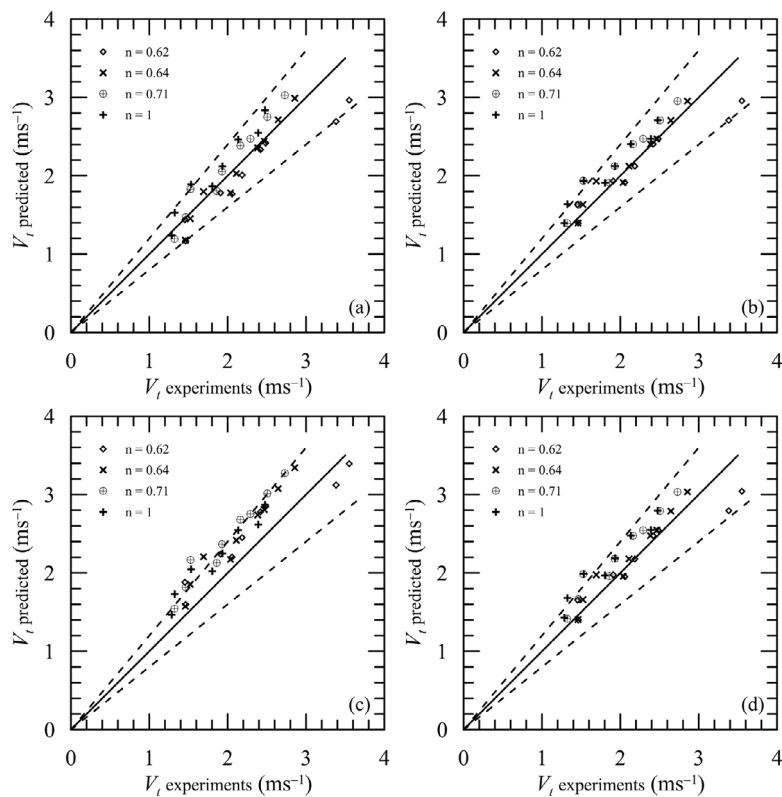 4
3
2
1
0
V_t predicted (ms⁻¹)
n = 0.62
n = 0.64
n = 0.71
n = 1
(a)
0 1 2 3 4
V_t experiments (ms⁻¹)
4
3
2
1
0
V_t predicted (ms⁻¹)
n = 0.62
n = 0.64
n = 0.71
n = 1
(b)
0 1 2 3 4
V_t experiments (ms⁻¹)
4
3
2
1
0
V_t predicted (ms⁻¹)
n = 0.62
n = 0.64
n = 0.71
n = 1
(c)
0 1 2 3 4
V_t experiments (ms⁻¹)
4
3
2
1
0
V_t predicted (ms⁻¹)
n = 0.62
n = 0.64
n = 0.71
n = 1
(d)
0 1 2 3 4
V_t experiments (ms⁻¹)